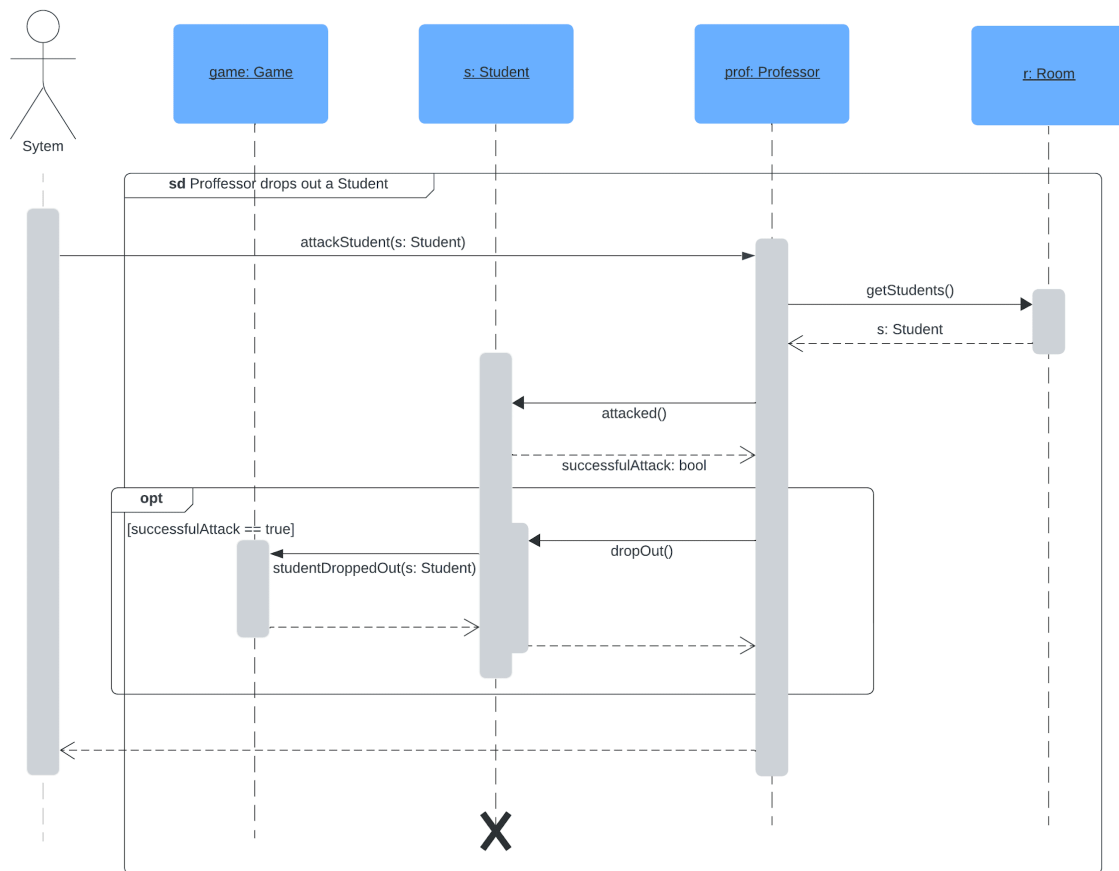 game: Game
s: Student
prof: Professor
r: Room
Sytem
sd Proffessor drops out a Student
attackStudent(s: Student)
getStudents()
s: Student
attacked()
successfulAttack: bool
opt
[successfulAttack == true]
dropOut()
studentDroppedOut(s: Student)